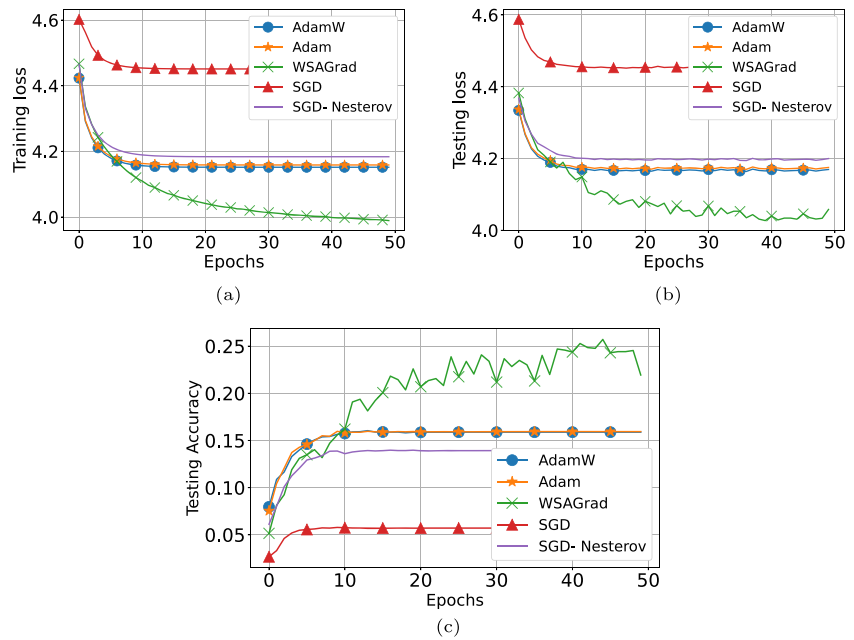 4.6
4.4
4.2
4.0
Training loss
0 10 20 30 40 50
Epochs
AdamW
Adam
WSAGrad
SGD
SGD- Nesterov
(a)
4.6
4.4
4.2
4.0
Testing loss
0 10 20 30 40 50
Epochs
AdamW
Adam
WSAGrad
SGD
SGD- Nesterov
(b)
0.25
0.20
0.15
0.10
0.05
Testing Accuracy
0 10 20 30 40 50
Epochs
AdamW
Adam
WSAGrad
SGD
SGD- Nesterov
(c)